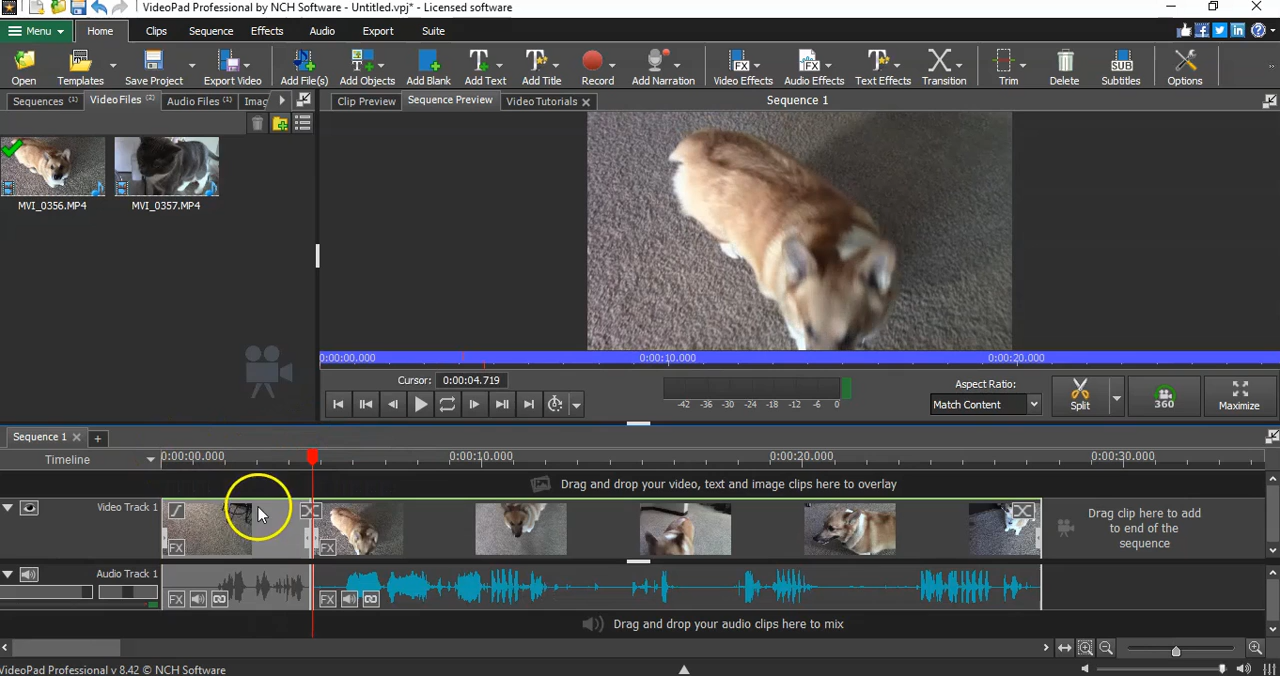 VideoPad Professional by NCH Software - Untitled.vpj* - Licensed software
Menu Home Clips Sequence Effects Audio Export Suite
Open Templates Save Project Export Video Add File(s) Add Objects Add Blank Add Text Add Title Record Add Narration Video Effects Audio Effects Text Effects Transition Trim Delete Subtitles Options
Sequences (1) Video Files (2) Audio Files (1) Imag Clip Preview Sequence Preview Video Tutorials Sequence 1
MVI_0356.MP4 MVI_0357.MP4
0:00:00.000 0:00:10.000 0:00:20.000
Cursor: 0:00:04.719
-42 -36 -30 -24 -18 -12 -6 0
Aspect Ratio:
Match Content
Split 360 Maximize
Sequence 1
Timeline 0:00:00.000 0:00:10.000 0:00:20.000 0:00:30.000
Drag and drop your video, text and image clips here to overlay
Video Track 1
FX FX
Drag clip here to add
to end of the
sequence
Audio Track 1
FX FX
Drag and drop your audio clips here to mix
VideoPad Professional v 8.42 © NCH Software